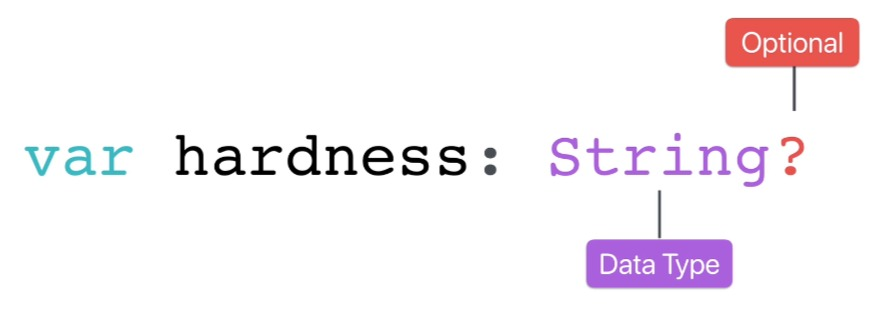 Optional
var hardness: String?
Data Type